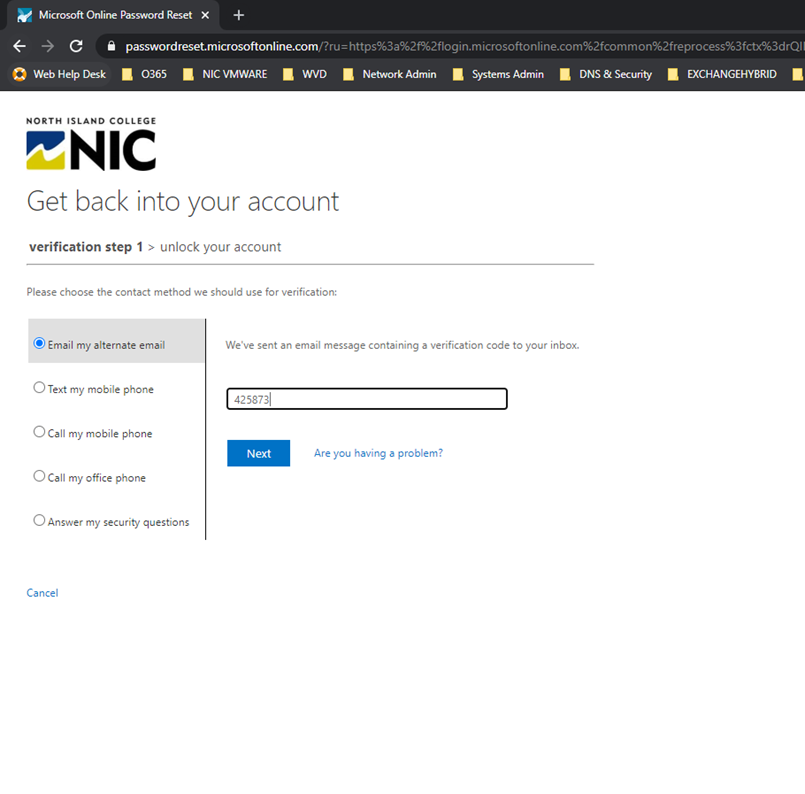 Microsoft Online Password Reset
passwordreset.microsoftonline.com/?ru=https%3a%2f%2flogin.microsoftonline.com%2fcommon%2freprocess%3fctx%3drQII
Web Help Desk O365 NIC VMWARE WVD Network Admin Systems Admin DNS & Security EXCHANGEHYBRID
NORTH ISLAND COLLEGE
NIC
Get back into your account
verification step 1 > unlock your account
Please choose the contact method we should use for verification:
Email my alternate email
We've sent an email message containing a verification code to your inbox.
Text my mobile phone
425873
Call my mobile phone
Next Are you having a problem?
Call my office phone
Answer my security questions
Cancel